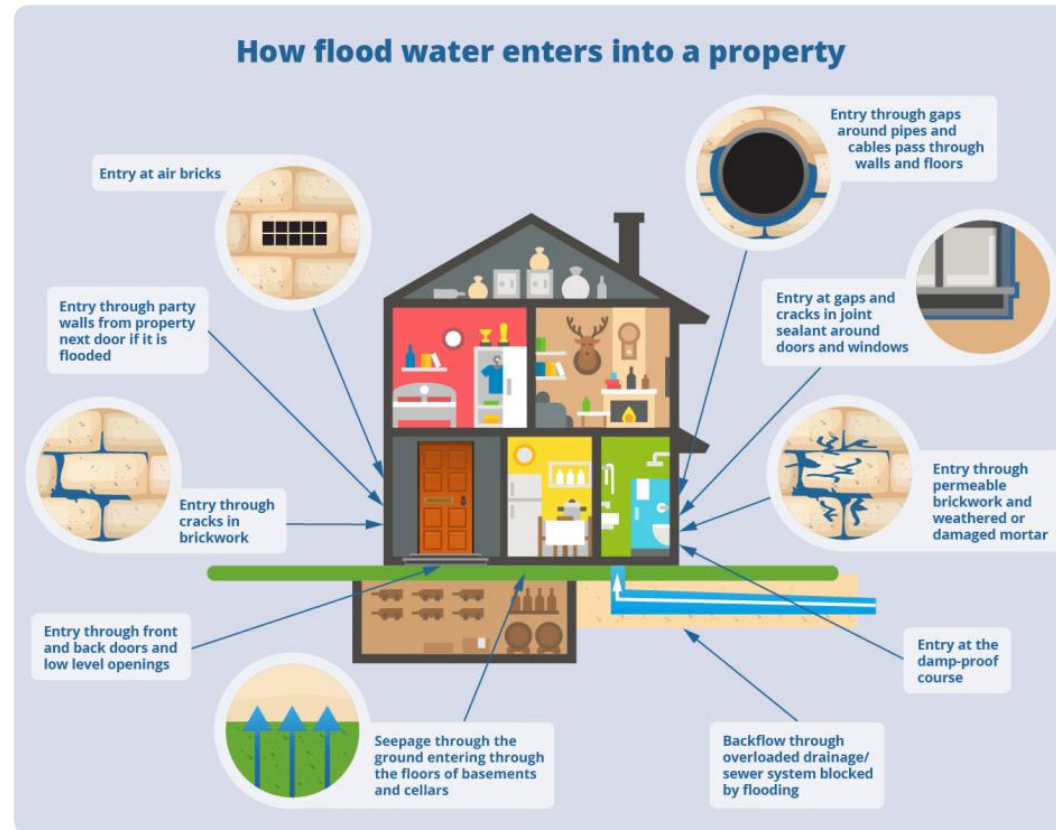 How flood water enters into a property
Entry at air bricks
Entry through gaps
around pipes and
cables pass through
walls and floors
Entry through party
walls from property
next door if it is
flooded
Entry at gaps and
cracks in joint
sealant around
doors and windows
Entry through
cracks in
brickwork
Entry through
permeable
brickwork and
weathered or
damaged mortar
Entry through front
and back doors and
low level openings
Entry at the
damp-proof
course
Seepage through the
ground entering through
the floors of basements
and cellars
Backflow through
overloaded drainage/
sewer system blocked
by flooding